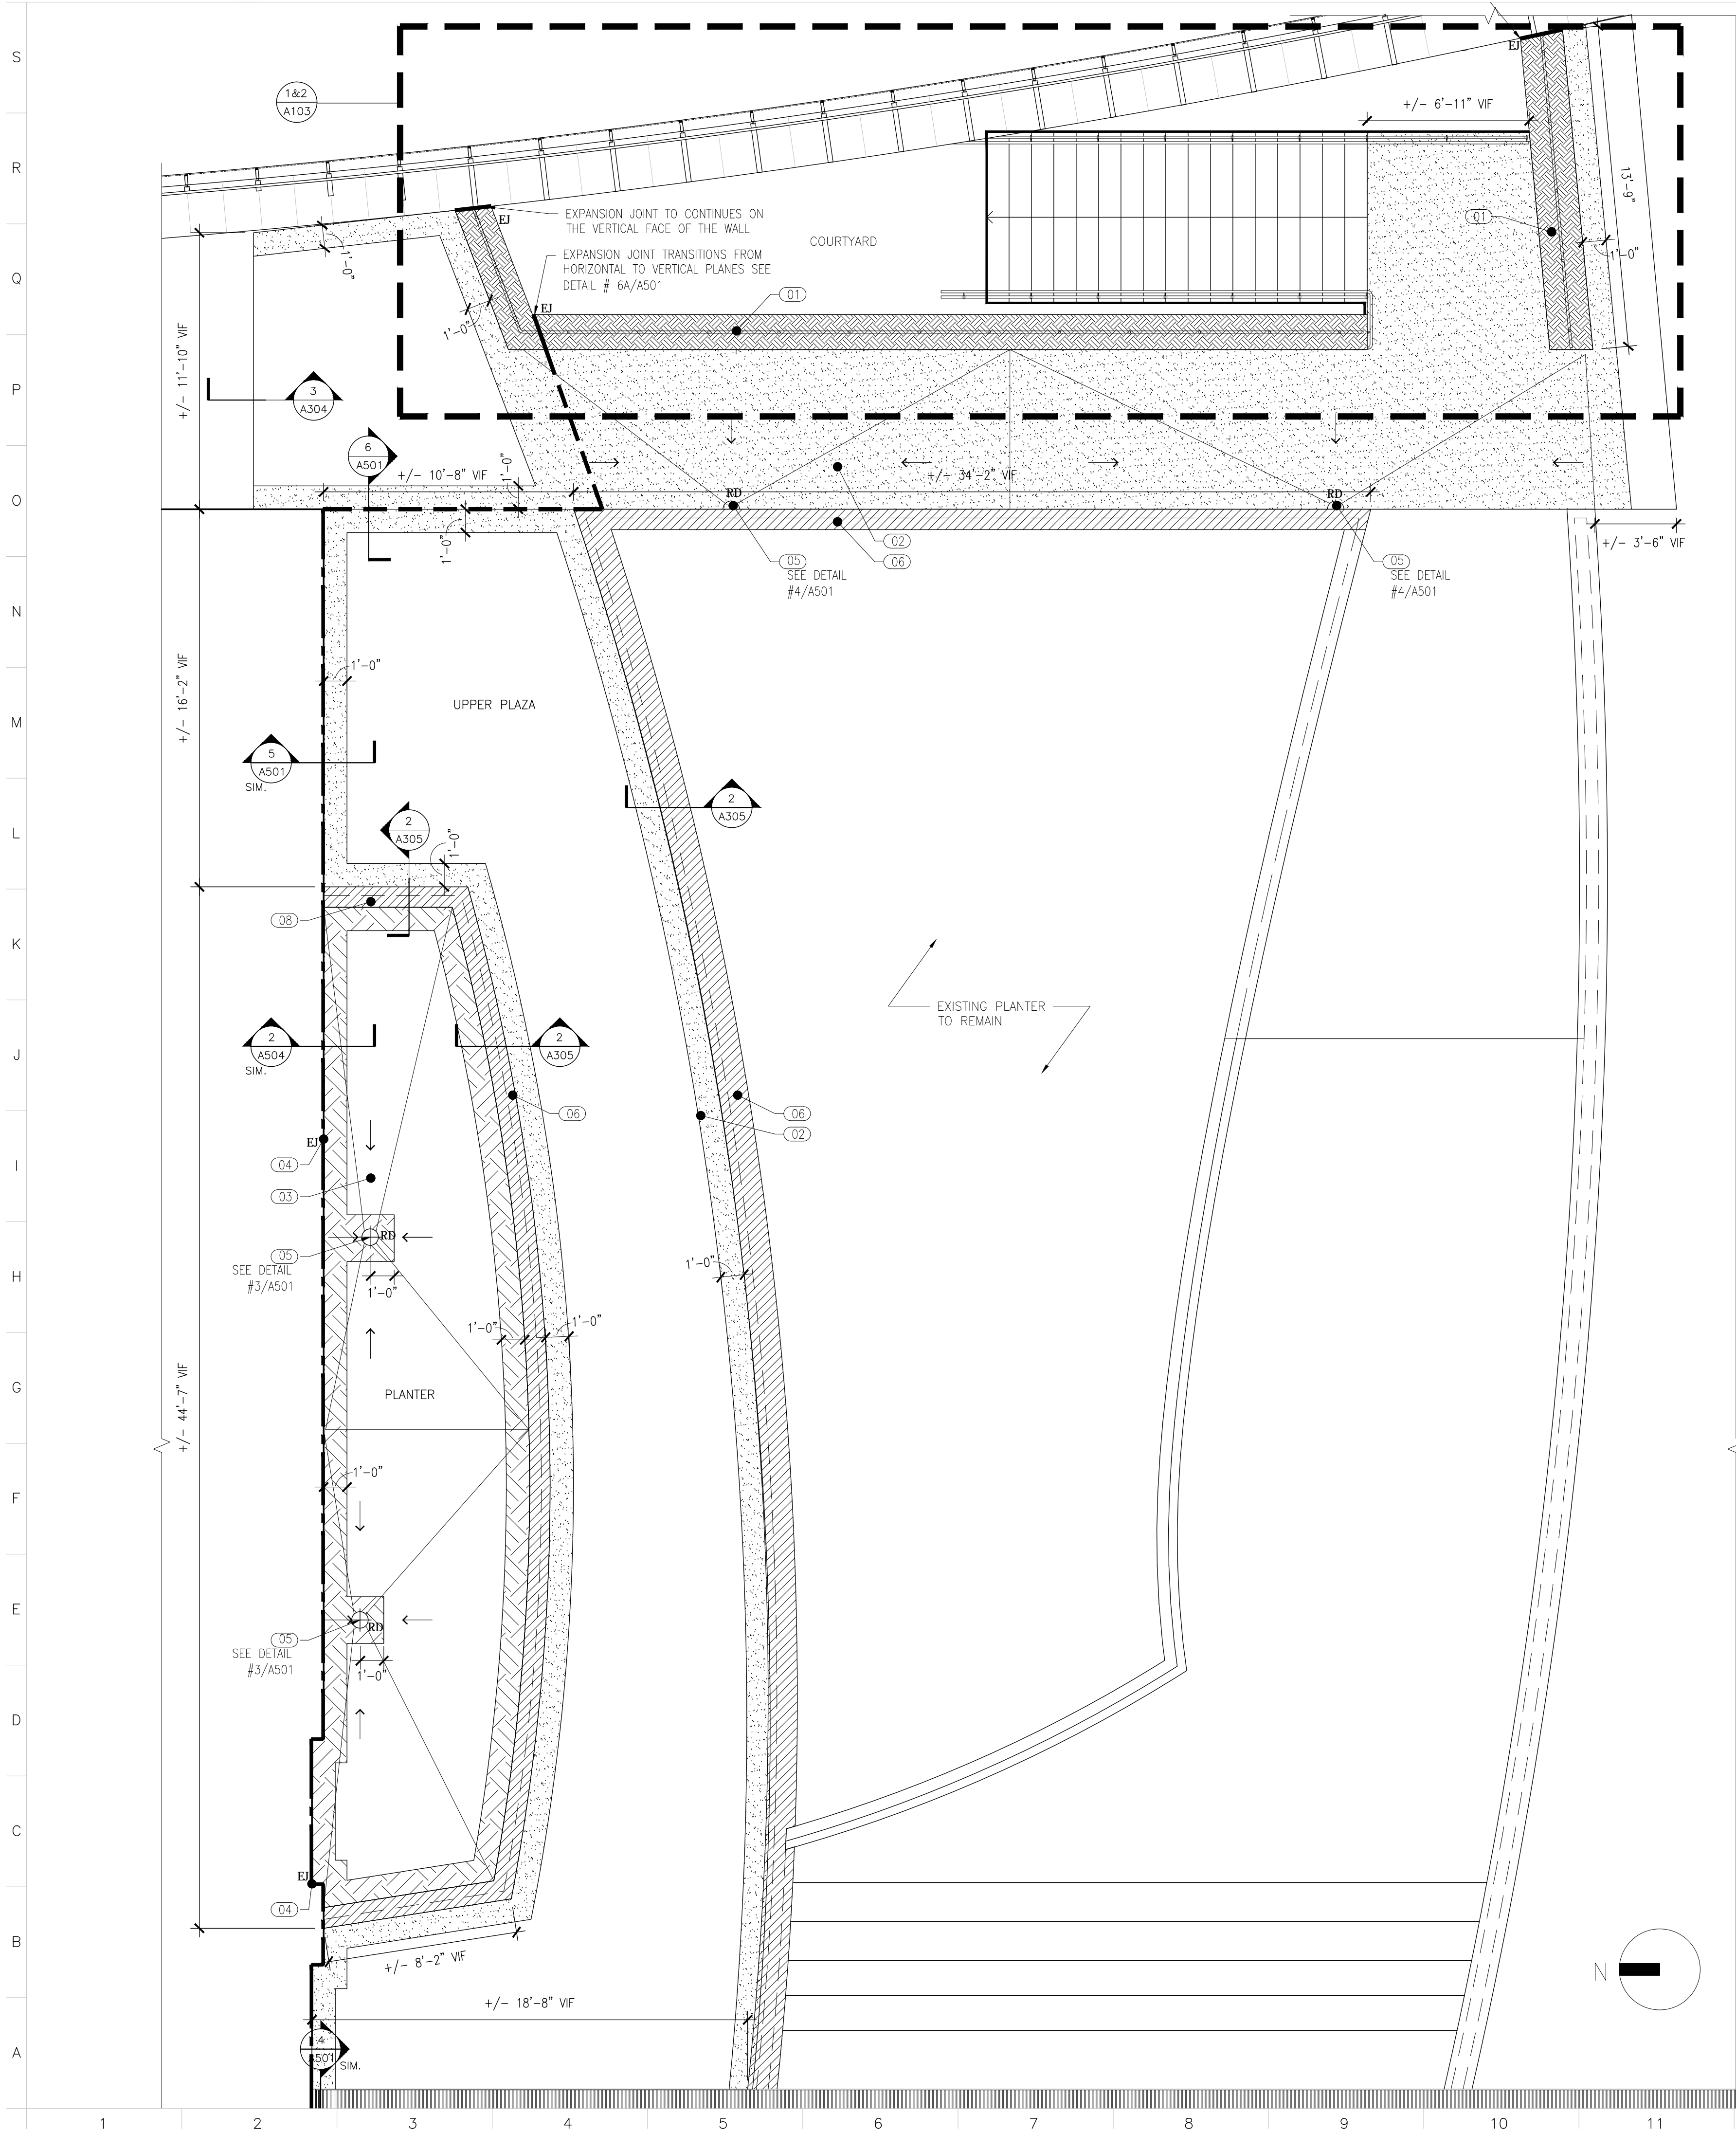 S
EJ
1&2
A103
+/- 6'-11" VIF
R
13'-9"
EXPANSION JOINT TO CONTINUES ON
THE VERTICAL FACE OF THE WALL
EJ
01
COURTYARD
1'-0"
1'-0"
EXPANSION JOINT TRANSITIONS FROM
HORIZONTAL TO VERTICAL PLANES SEE
DETAIL # 6A/A501
Q
01
EJ
1'-0"
+/- 11'-10" VIF
P
3
A304
6
A501
+/- 10'-8" VIF
1'-0"
+/- 34'-2" VIF
O
RD
RD
1'-0"
02
+/- 3'-6" VIF
05
06
05
SEE DETAIL
#4/A501
SEE DETAIL
#4/A501
N
1'-0"
+/- 16'-2" VIF
UPPER PLAZA
M
5
A501
SIM.
2
A305
2
A305
1'-0"
L
08
K
EXISTING PLANTER
TO REMAIN
2
A504
SIM.
2
A305
J
06
06
02
EJ
04
I
03
RD
05
SEE DETAIL
#3/A501
1'-0"
1'-0"
H
1'-0"
1'-0"
+/- 44'-7" VIF
G
PLANTER
1'-0"
F
E
RD
05
SEE DETAIL
#3/A501
1'-0"
D
C
EJ
04
B
+/- 8'-2" VIF
N
+/- 18'-8" VIF
A
4
A501
SIM.
1
2
3
4
5
6
7
8
9
10
11